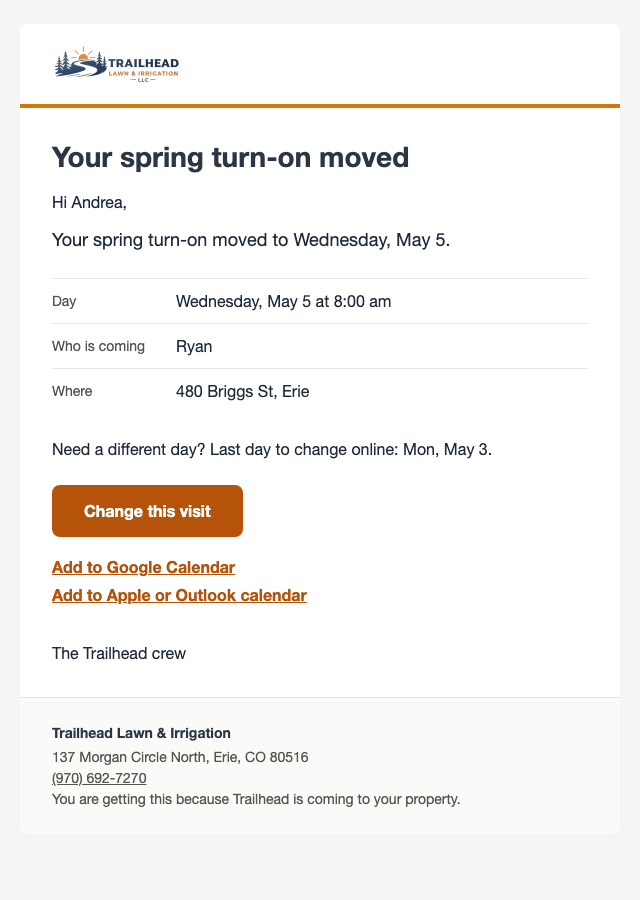 TRAILHEAD
LAWN & IRRIGATION
LLC
Your spring turn-on moved
Hi Andrea,
Your spring turn-on moved to Wednesday, May 5.
Day Wednesday, May 5 at 8:00 am
Who is coming Ryan
Where 480 Briggs St, Erie
Need a different day? Last day to change online: Mon, May 3.
Change this visit
Add to Google Calendar
Add to Apple or Outlook calendar
The Trailhead crew
Trailhead Lawn & Irrigation
137 Morgan Circle North, Erie, CO 80516
(970) 692-7270
You are getting this because Trailhead is coming to your property.